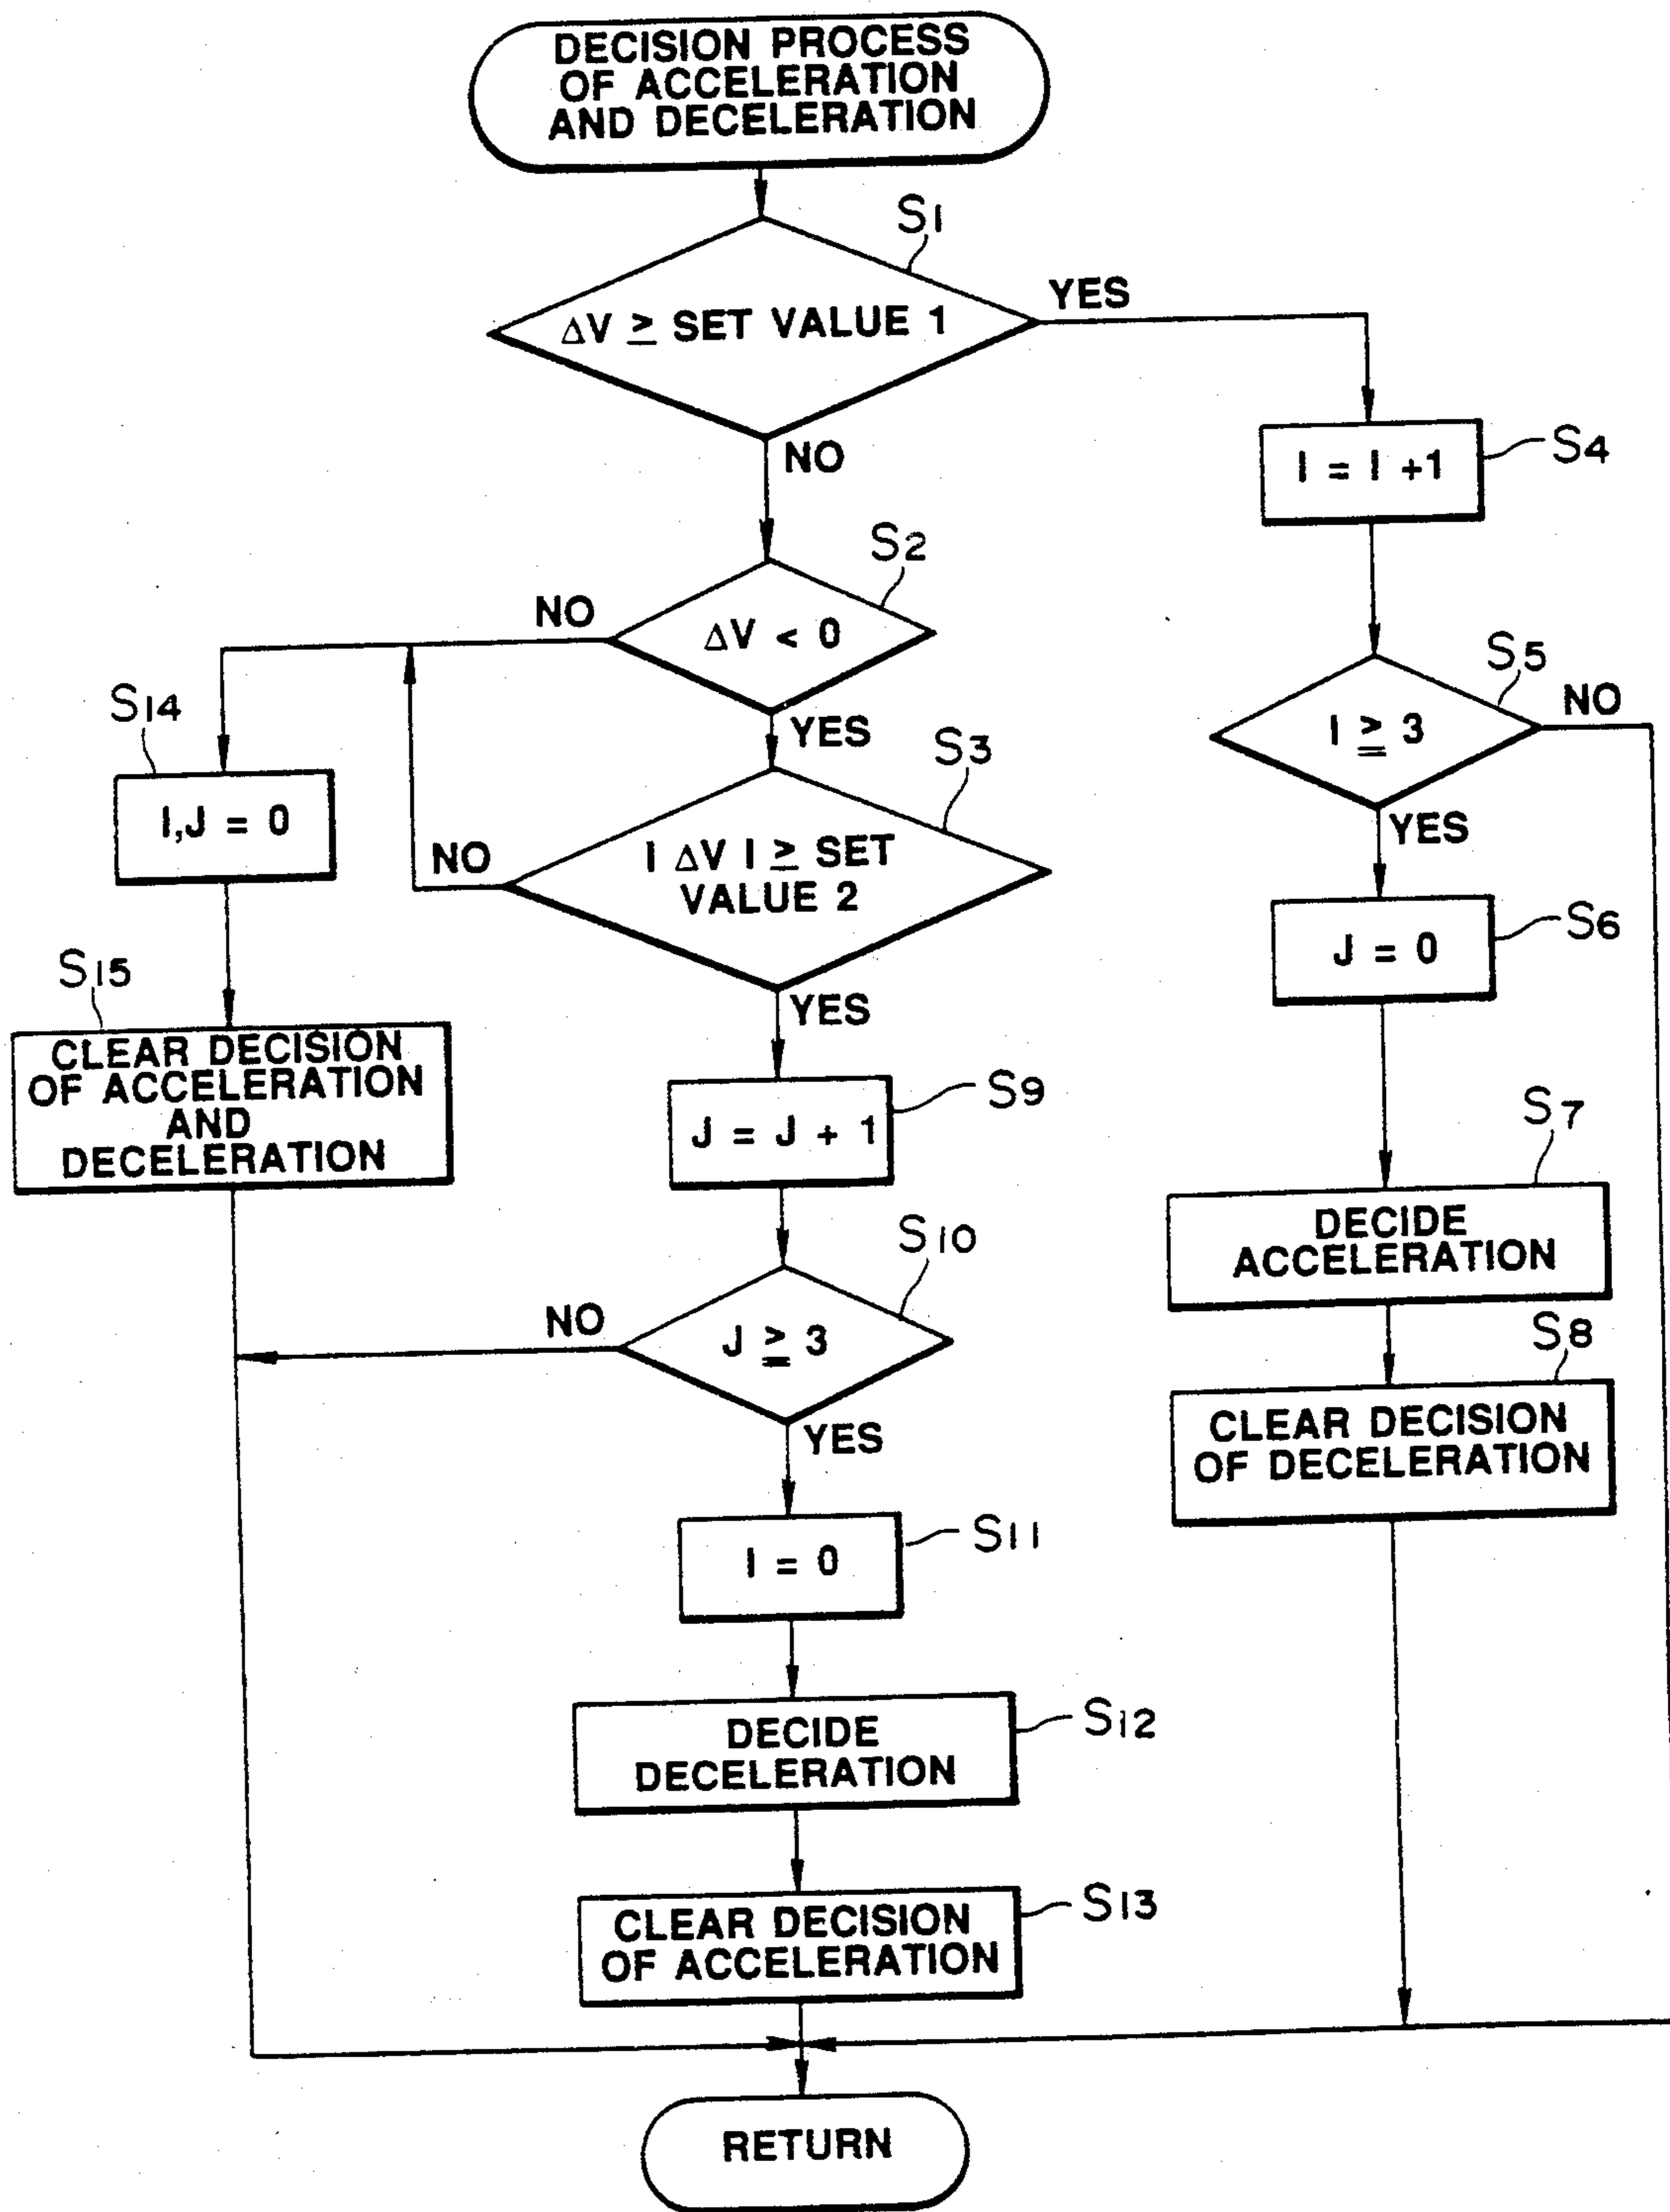 DECISION PROCESS
OF ACCELERATION
AND DECELERATION
S1
ΔV ≥ SET VALUE 1
YES
NO
S4
I = I +1
S2
ΔV < 0
NO
YES
S5
I ≧ 3
NO
YES
S14
I,J = 0
S3
I ΔV I ≥ SET
VALUE 2
NO
YES
S6
J = 0
S15
CLEAR DECISION
OF ACCELERATION
AND
DECELERATION
S9
J = J + 1
S7
DECIDE
ACCELERATION
S10
J ≧ 3
NO
YES
S8
CLEAR DECISION
OF DECELERATION
S11
I = 0
S12
DECIDE
DECELERATION
S13
CLEAR DECISION
OF ACCELERATION
RETURN